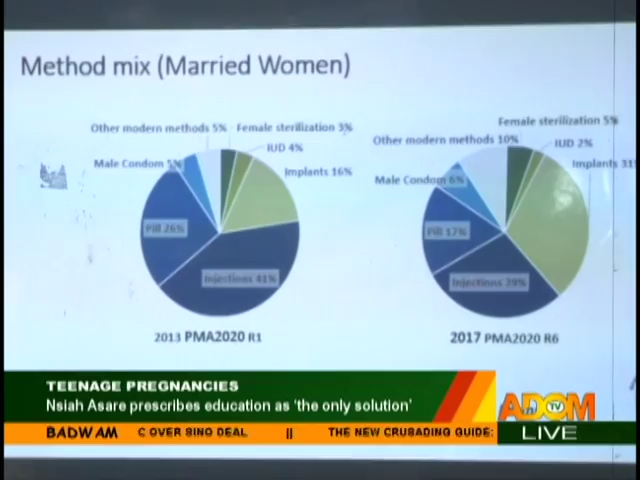 Method mix (Married Women)
Other modern methods 5%
Female sterilization 3%
IUD 4%
Male Condom 5%
Implants 16%
Pill 26%
Injections 41%
2013 PMA2020 R1
Female sterilization 5%
Other modern methods 10%
IUD 2%
Implants 31
Male Condom 6%
Pill 17%
Injections 29%
2017 PMA2020 R6
TEENAGE PREGNANCIES
Nsiah Asare prescribes education as 'the only solution'
ADOM
TV
BADWAM
C OVER SINO DEAL || THE NEW CRUSADING GUIDE:
LIVE